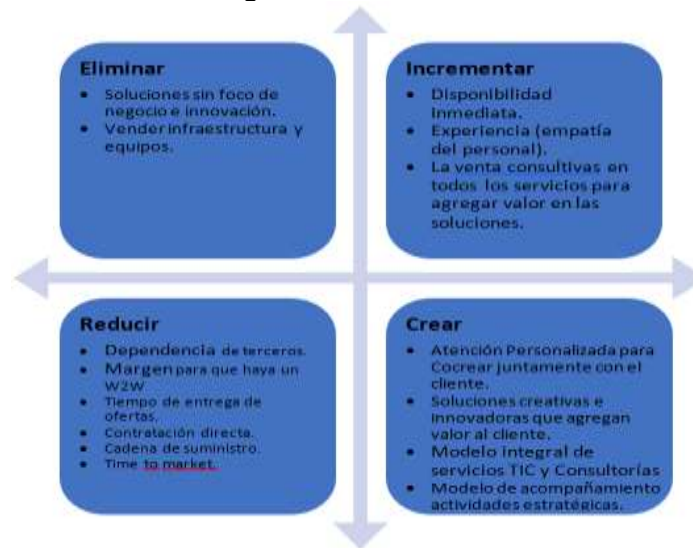 Eliminar
• Soluciones sin foco de
negocio e innovación.
• Vender infraestructura y
equipos.
Incrementar
• Disponibilidad
Inmediata.
• Experiencia (empatía
del personal).
• La venta consultivas en
todos los servicios para
agregar valor en las
soluciones.
Reducir
• Dependencia de terceros.
• Margen para que haya un
W2W
• Tiempo de entrega de
ofertas.
• Contratación directa.
• Cadena de suministro.
• Time to market.
Crear
• Atención Personalizada para
Cocrear juntamente con el
cliente.
• Soluciones creativas e
innovadoras que agregan
valor al cliente.
• Modelo integral de
servicios TIC y Consultorías
• Modelo de acompañamiento
actividades estratégicas.